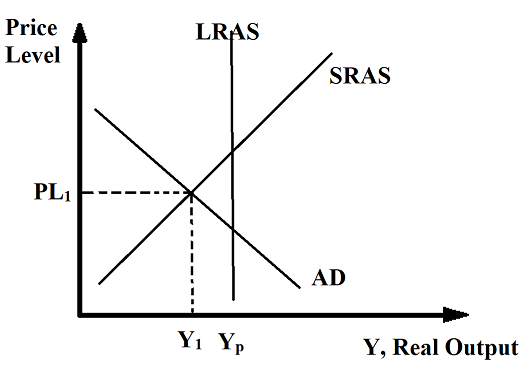 Price
Level
LRAS
SRAS
PL1
AD
Y1 Yp
Y, Real Output